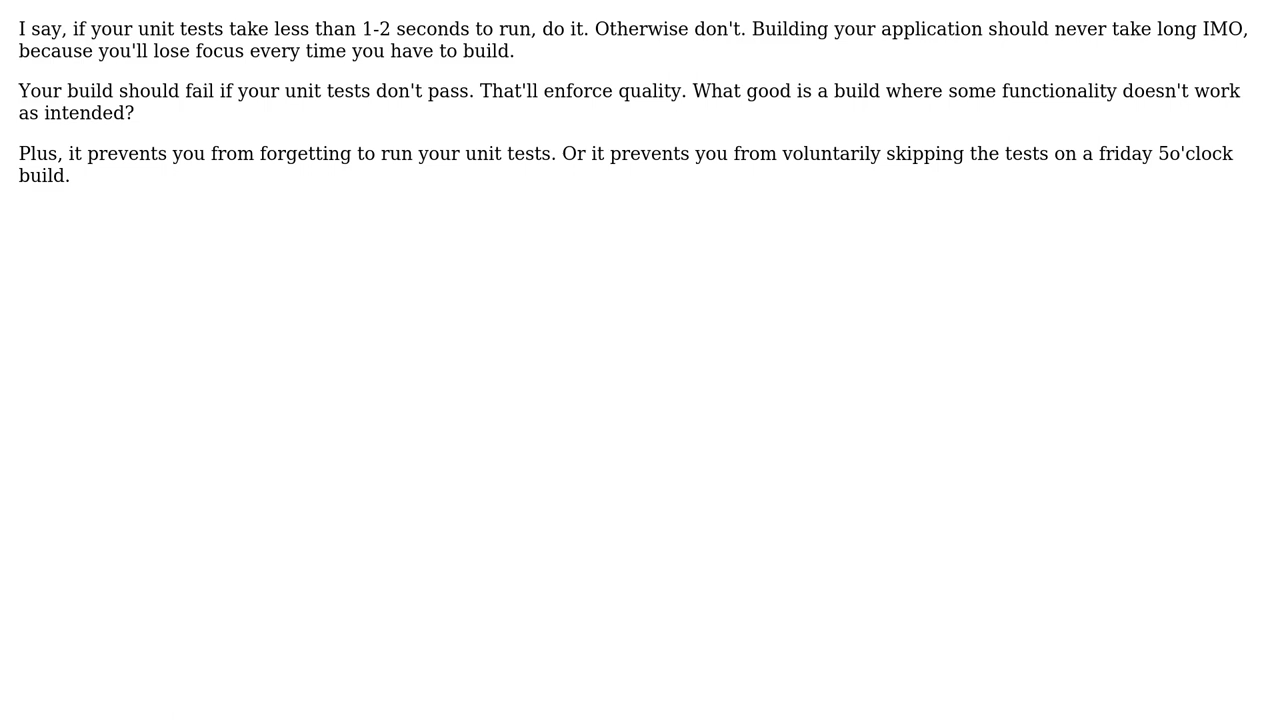 I say, if your unit tests take less than 1-2 seconds to run, do it. Otherwise don't. Building your application should never take long IMO,
because you'll lose focus every time you have to build.
Your build should fail if your unit tests don't pass. That'll enforce quality. What good is a build where some functionality doesn't work
as intended?
Plus, it prevents you from forgetting to run your unit tests. Or it prevents you from voluntarily skipping the tests on a friday 5o'clock
build.